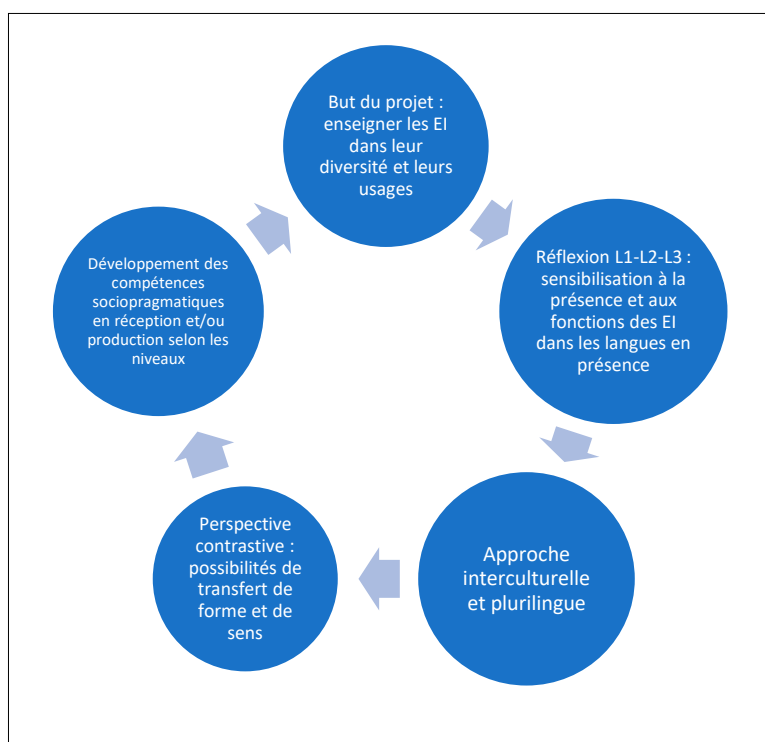 But du projet :
enseigner les EI
dans leur
diversité et leurs
usages
Réflexion L1-L2-L3 :
sensibilisation à la
présence et aux
fonctions des EI
dans les langues en
présence
Approche
interculturelle
et plurilingue
Perspective
contrastive :
possibilités de
transfert de
forme et de
sens
Développement des
compétences
sociopragmatiques
en réception et/ou
production selon les
niveaux